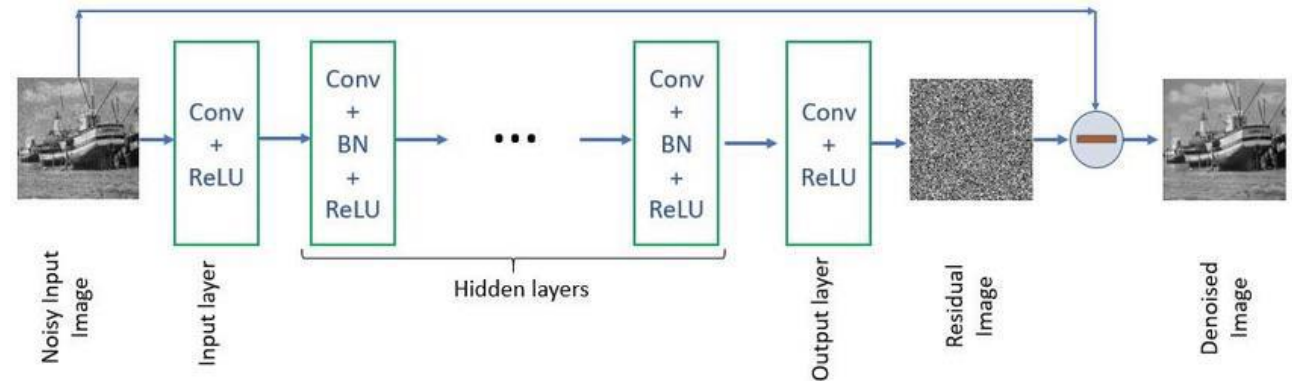 Conv
+
ReLU
Conv
+
BN
+
ReLU
...
Conv
+
BN
+
ReLU
Conv
+
ReLU
Hidden layers
Noisy Input
Image
Input layer
Output layer
Residual
Image
Denoised
Image